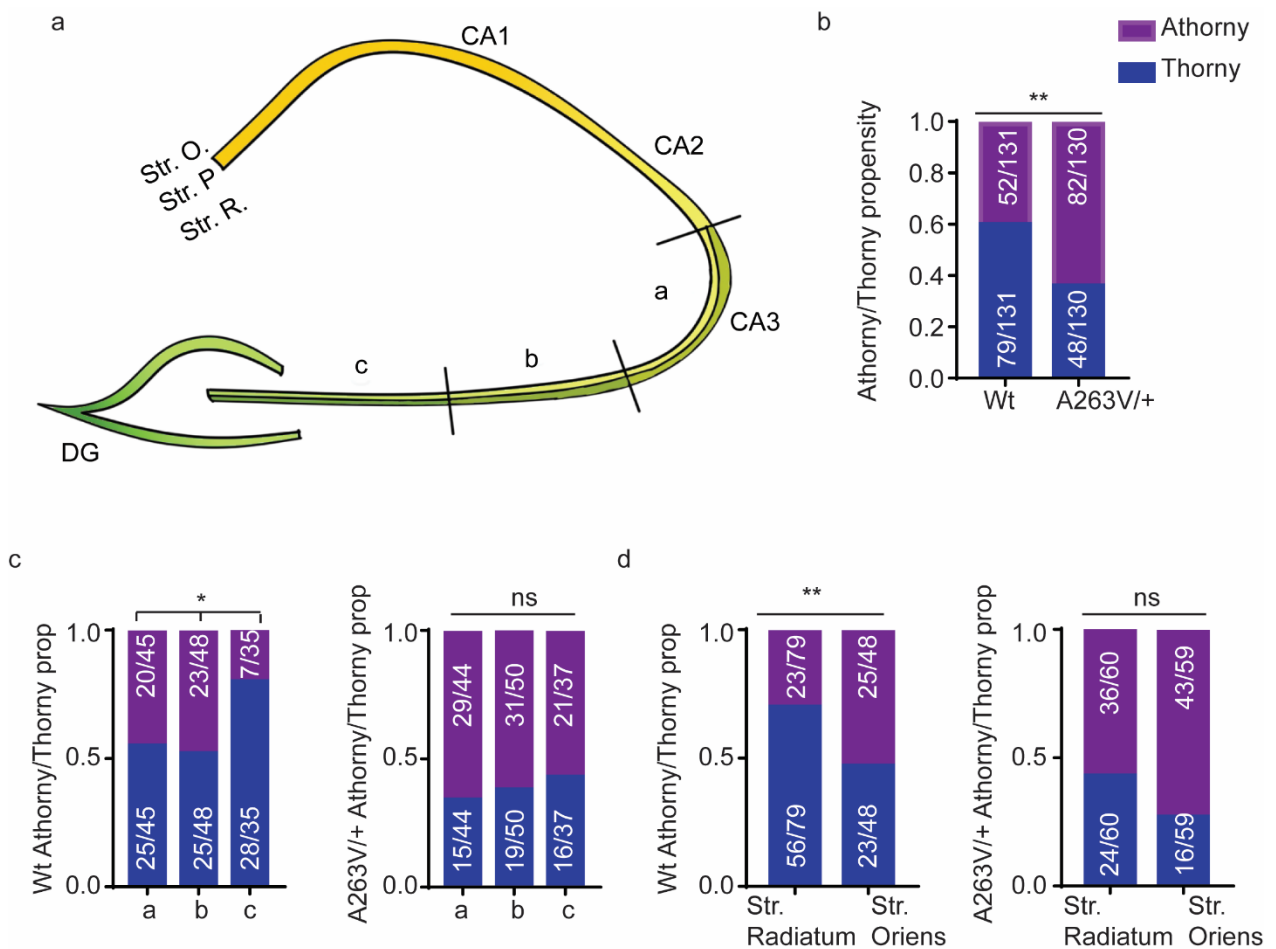 a
CA1
CA2
Str. O.
Str. P
Str. R.
a
CA3
b
c
DG
b
Athorny
Thorny
Athorny/Thorny propensity
**
1.0
0.8
0.6
0.4
0.2
0.0
52/131
82/130
79/131
48/130
Wt
A263V/+
c
Wt Athorny/Thorny prop
*
1.0
0.5
0.0
20/45
23/48
7/35
25/45
25/48
28/35
a
b
c
A263V/+ Athorny/Thorny prop
ns
1.0
0.5
0.0
29/44
31/50
21/37
15/44
19/50
16/37
a
b
c
d
Wt Athorny/Thorny prop
**
1.0
0.5
0.0
23/79
25/48
56/79
23/48
Str.
Radiatum
Str.
Oriens
A263V/+ Athorny/Thorny prop
ns
1.0
0.5
0.0
36/60
43/59
24/60
16/59
Str.
Radiatum
Str.
Oriens